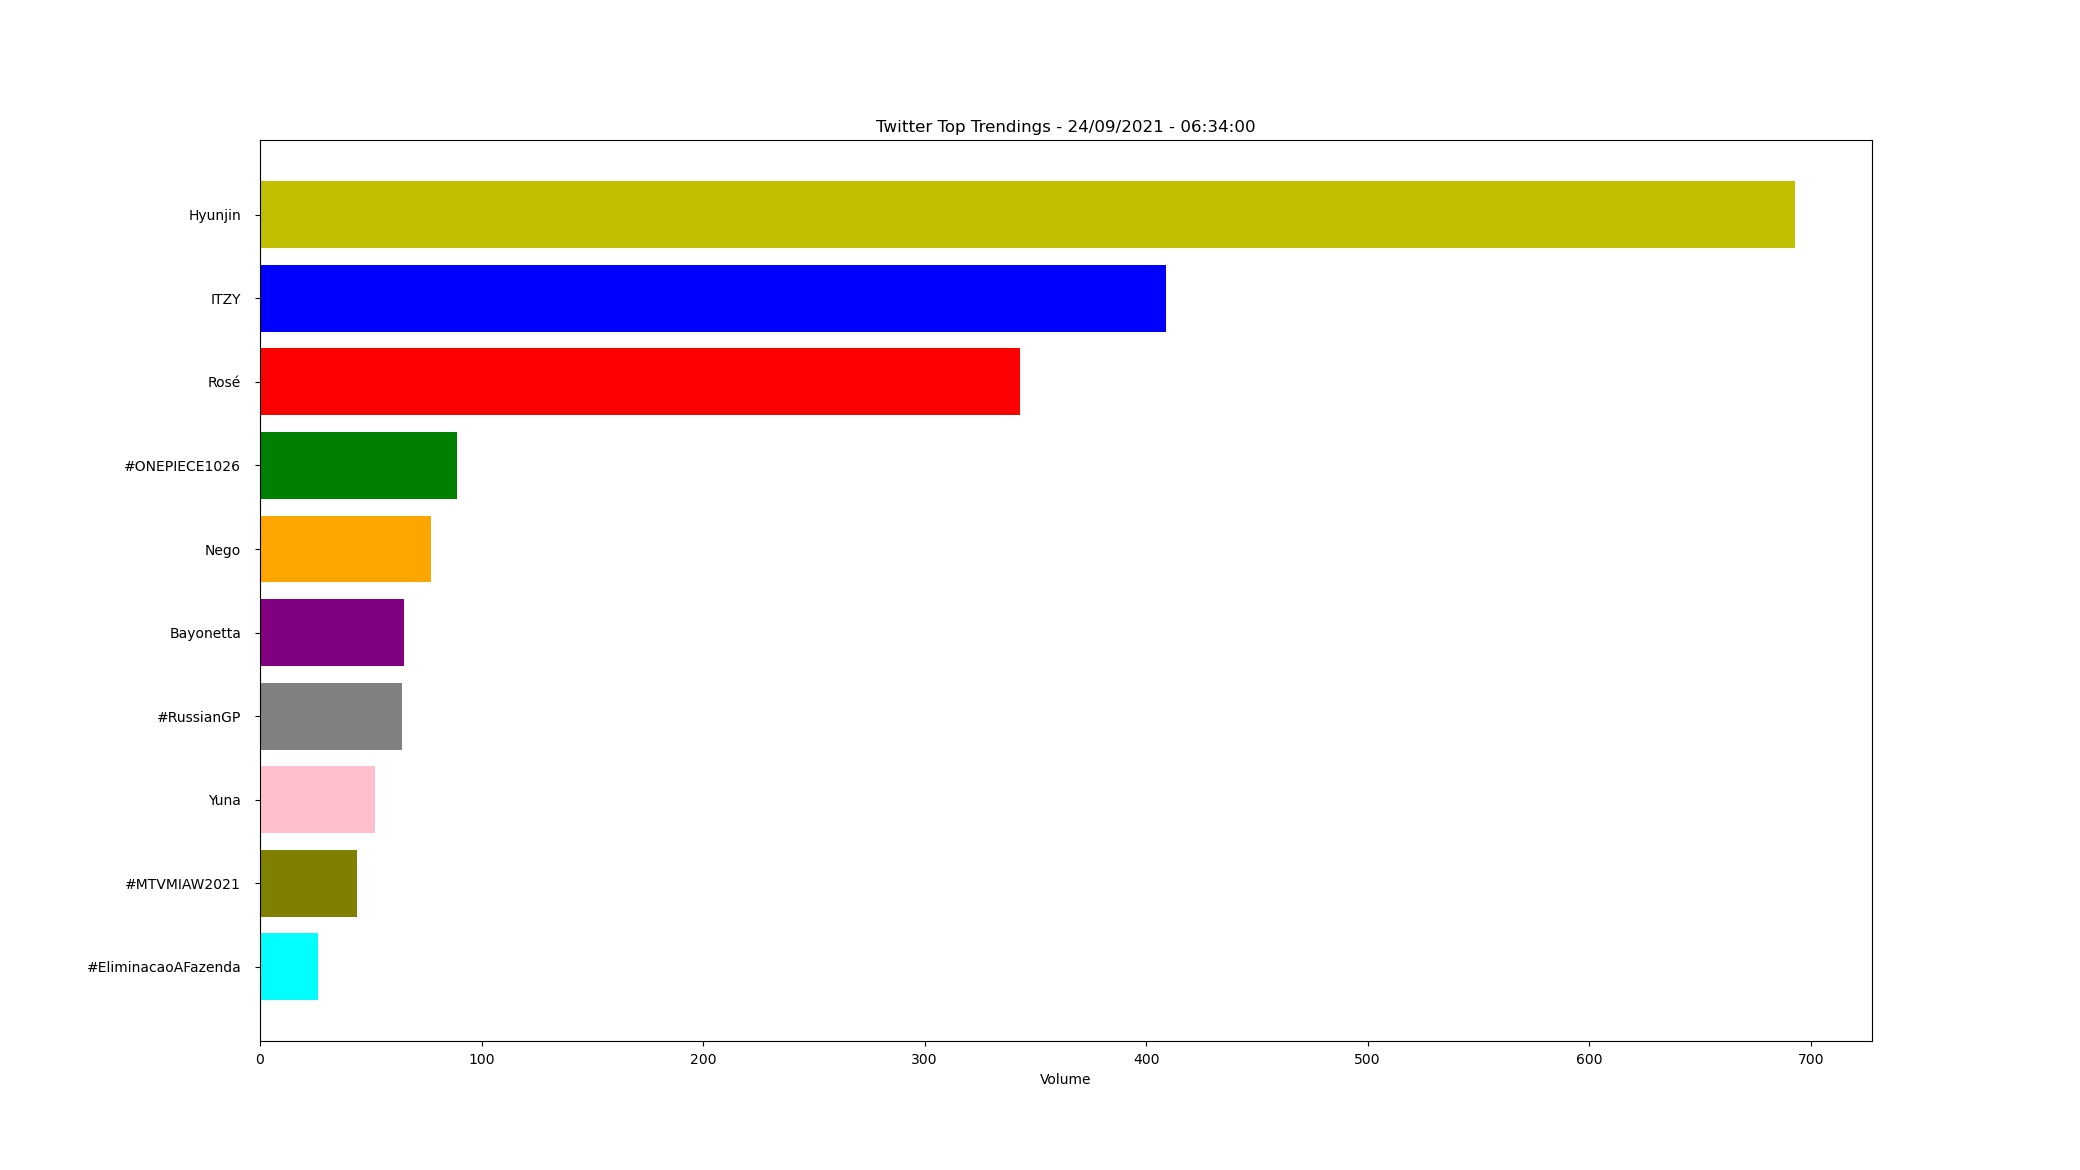 Twitter Top Trendings - 24/09/2021 - 06:34:00
Hyunjin
ITZY
Rosé
#ONEPIECE1026
Nego
Bayonetta
#RussianGP
Yuna
#MTVMIAW2021
#EliminacaoAFazenda
0 100 200 300 400 500 600 700
Volume